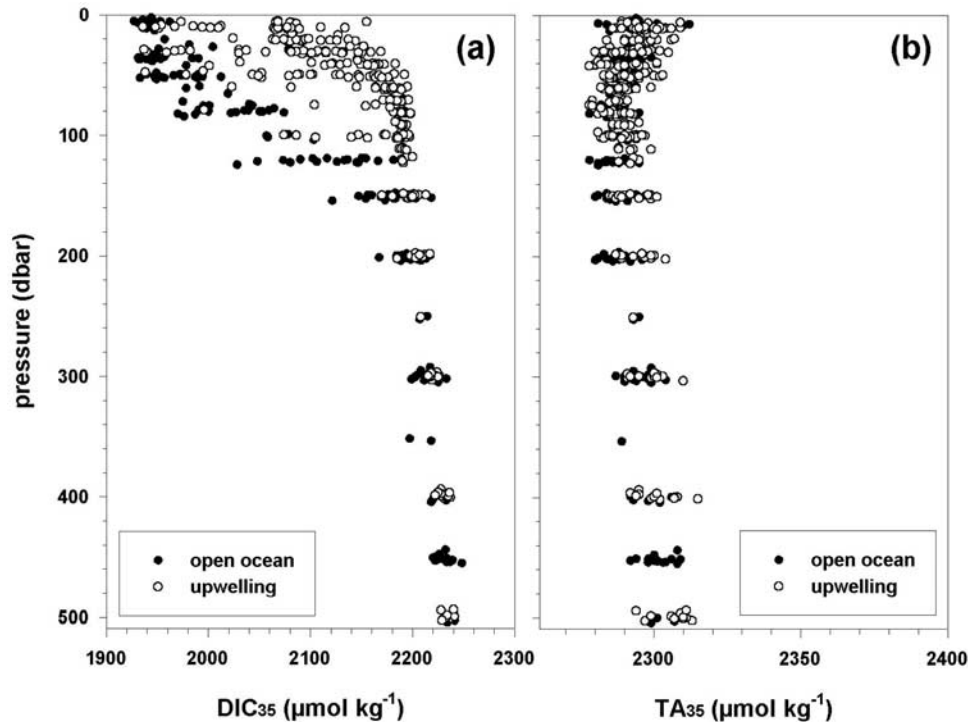 (a)
(b)
pressure (dbar)
0
100
200
300
400
500
open ocean
upwelling
open ocean
upwelling
1900
2000
2100
2200
2300
2300
2350
2400
DIC₃₅ (µmol kg⁻¹)
TA₃₅ (µmol kg⁻¹)